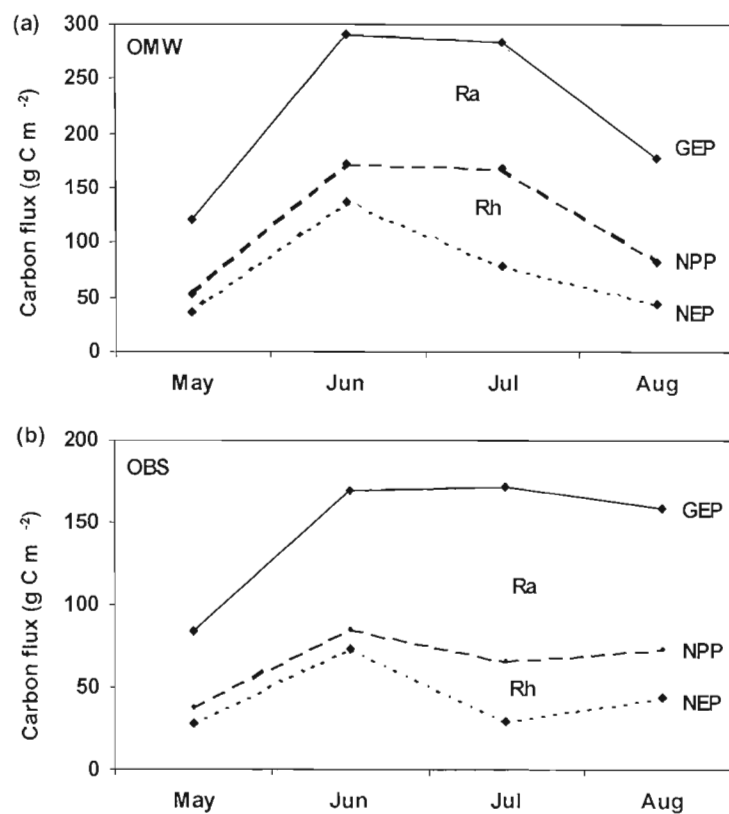 (a)
OMW
Carbon flux (g C m ⁻²)
300
250
200
150
100
50
0
Ra
Rh
GEP
NPP
NEP
May Jun Jul Aug
(b)
OBS
Carbon flux (g C m ⁻²)
200
150
100
50
0
Ra
Rh
GEP
NPP
NEP
May Jun Jul Aug